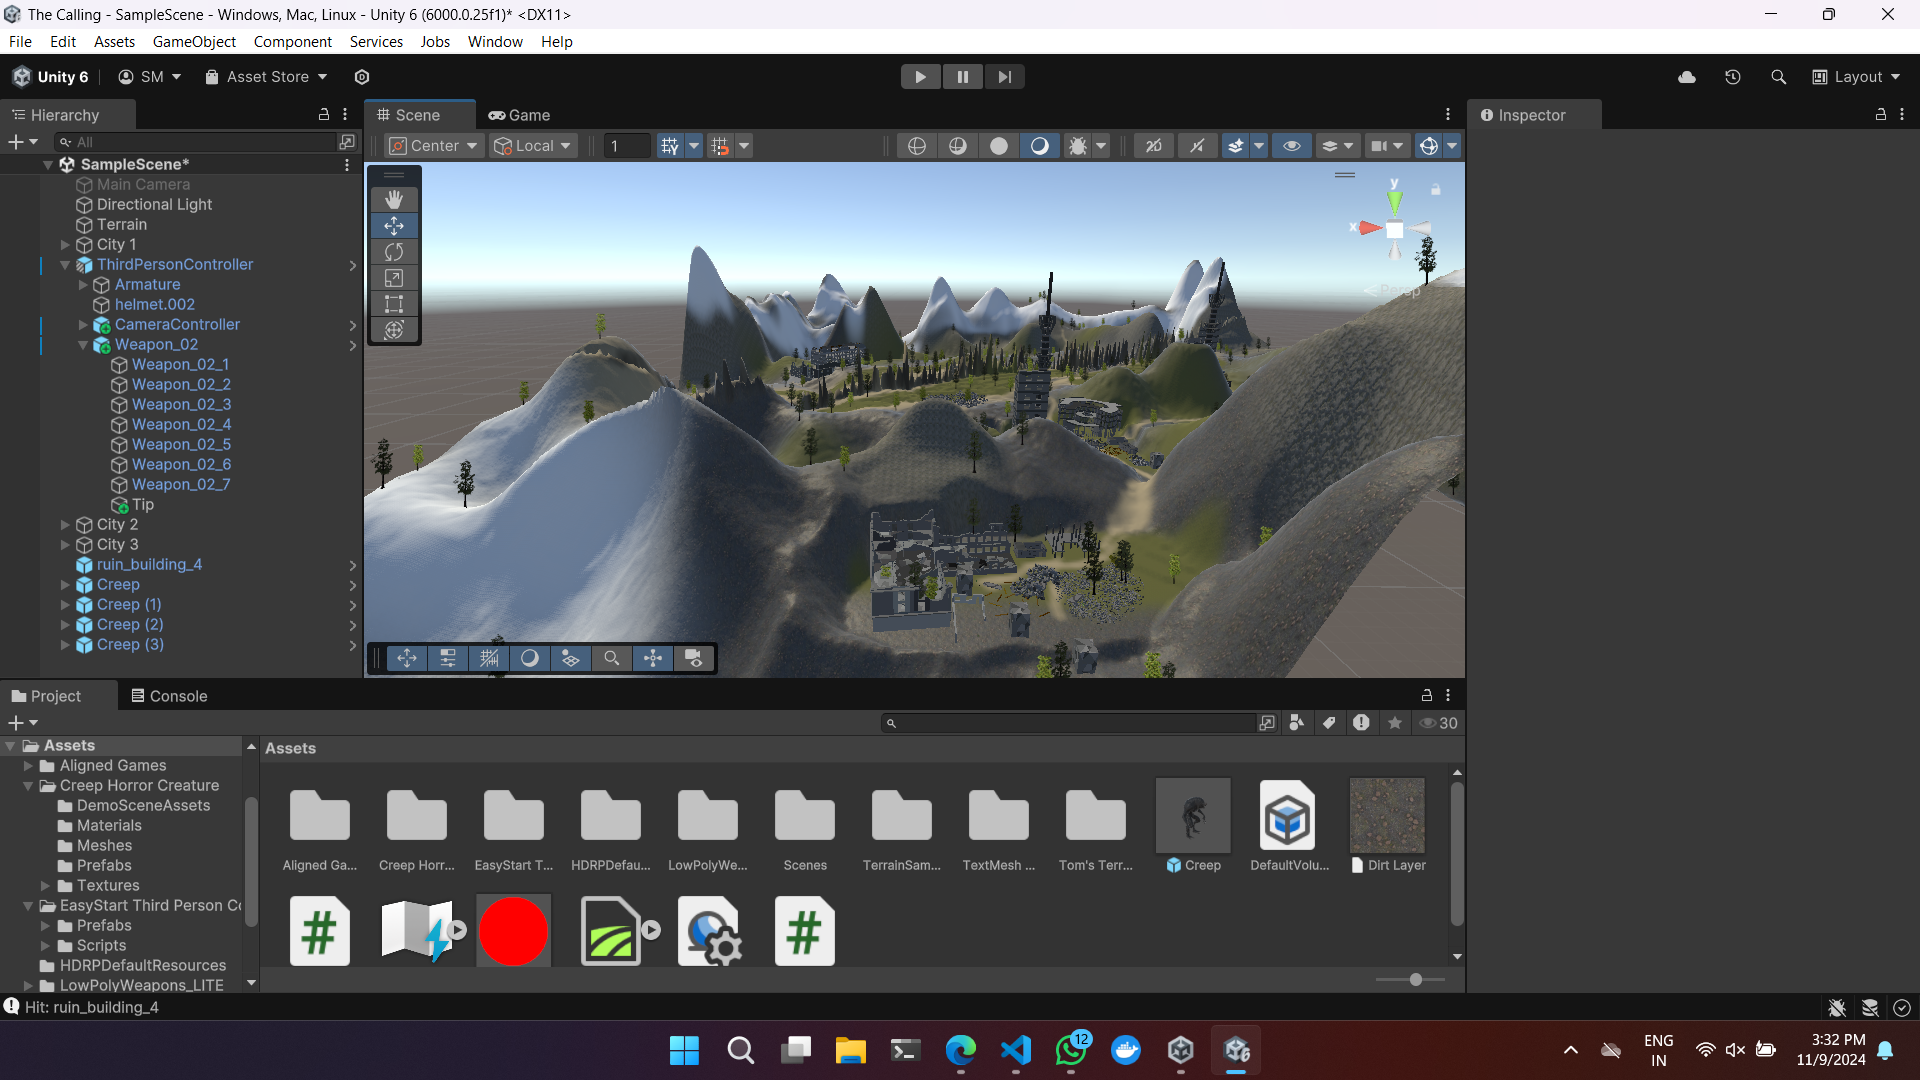 The Calling - SampleScene - Windows, Mac, Linux - Unity 6 (6000.0.25f1)* <DX11>
File Edit Assets GameObject Component Services Jobs Window Help
Unity 6 SM Asset Store Layout
Hierarchy
All
SampleScene*
Main Camera
Directional Light
Terrain
City 1
ThirdPersonController
Armature
helmet.002
CameraController
Weapon_02
Weapon_02_1
Weapon_02_2
Weapon_02_3
Weapon_02_4
Weapon_02_5
Weapon_02_6
Weapon_02_7
Tip
City 2
City 3
ruin_building_4
Creep
Creep (1)
Creep (2)
Creep (3)
Scene Game
Center Local 1 2D
y
x
Persp
Inspector
Project Console
30
Assets
Aligned Games
Creep Horror Creature
DemoSceneAssets
Materials
Meshes
Prefabs
Textures
EasyStart Third Person Co
Prefabs
Scripts
HDRPDefaultResources
LowPolyWeapons_LITE
Assets
Aligned Ga... Creep Horr... EasyStart T... HDRPDefau... LowPolyWe... Scenes TerrainSam... TextMesh ... Tom's Terr... Creep DefaultVolu... Dirt Layer
# #
Hit: ruin_building_4
12
6
ENG
IN
3:32 PM
11/9/2024